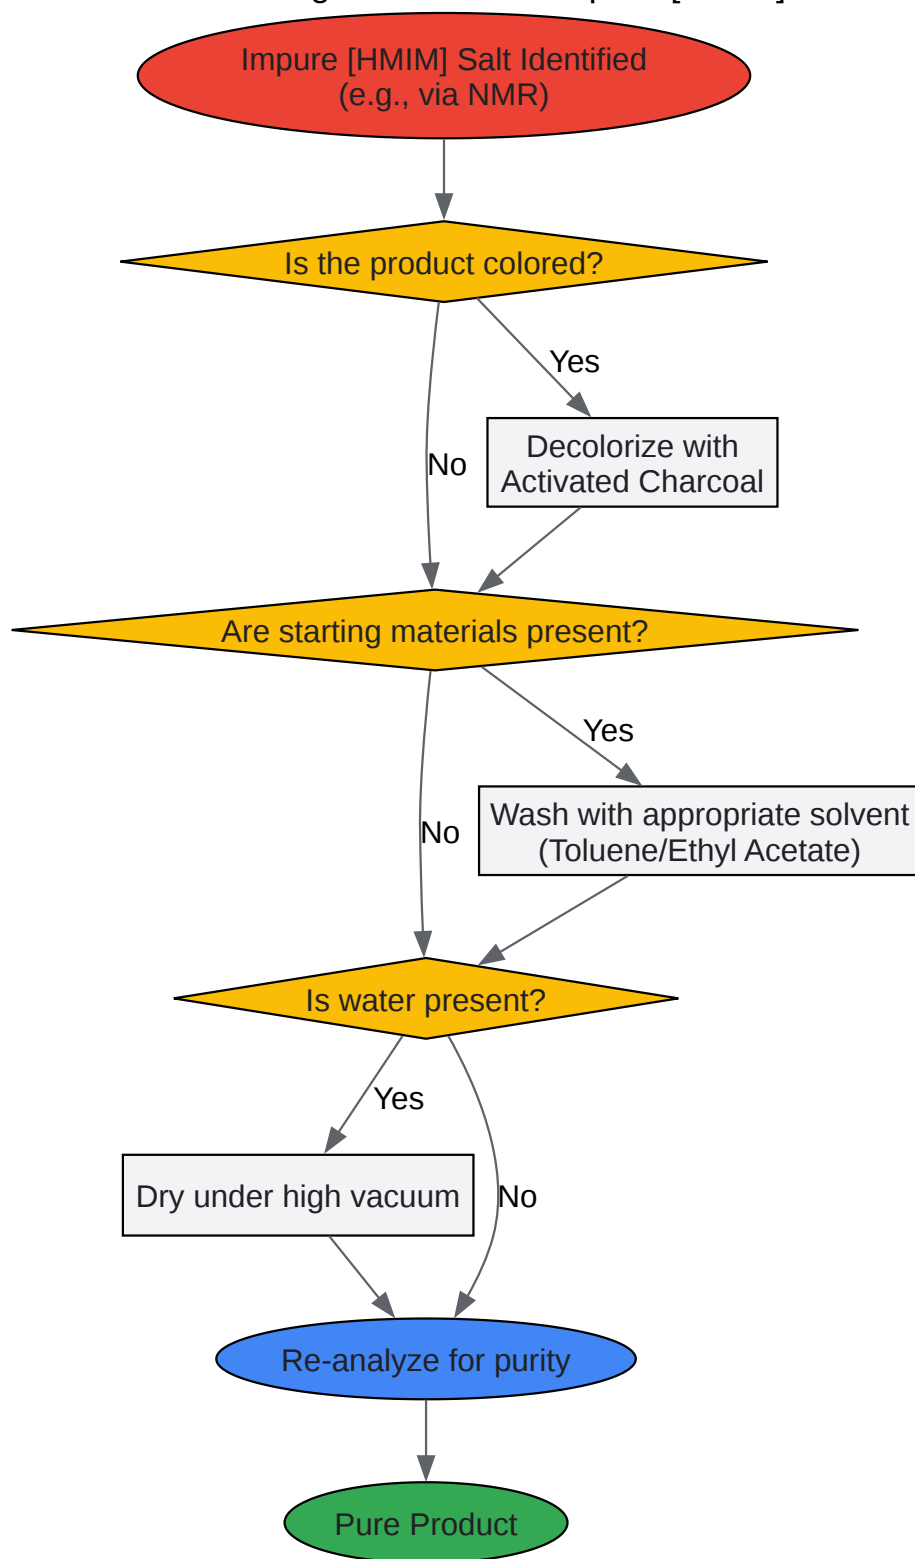 Impure [HMIM] Salt Identified
(e.g., via NMR)
Is the product colored?
Yes
Decolorize with
Activated Charcoal
No
Are starting materials present?
Yes
Wash with appropriate solvent
(Toluene/Ethyl Acetate)
No
Is water present?
Yes
Dry under high vacuum
No
Re-analyze for purity
Pure Product